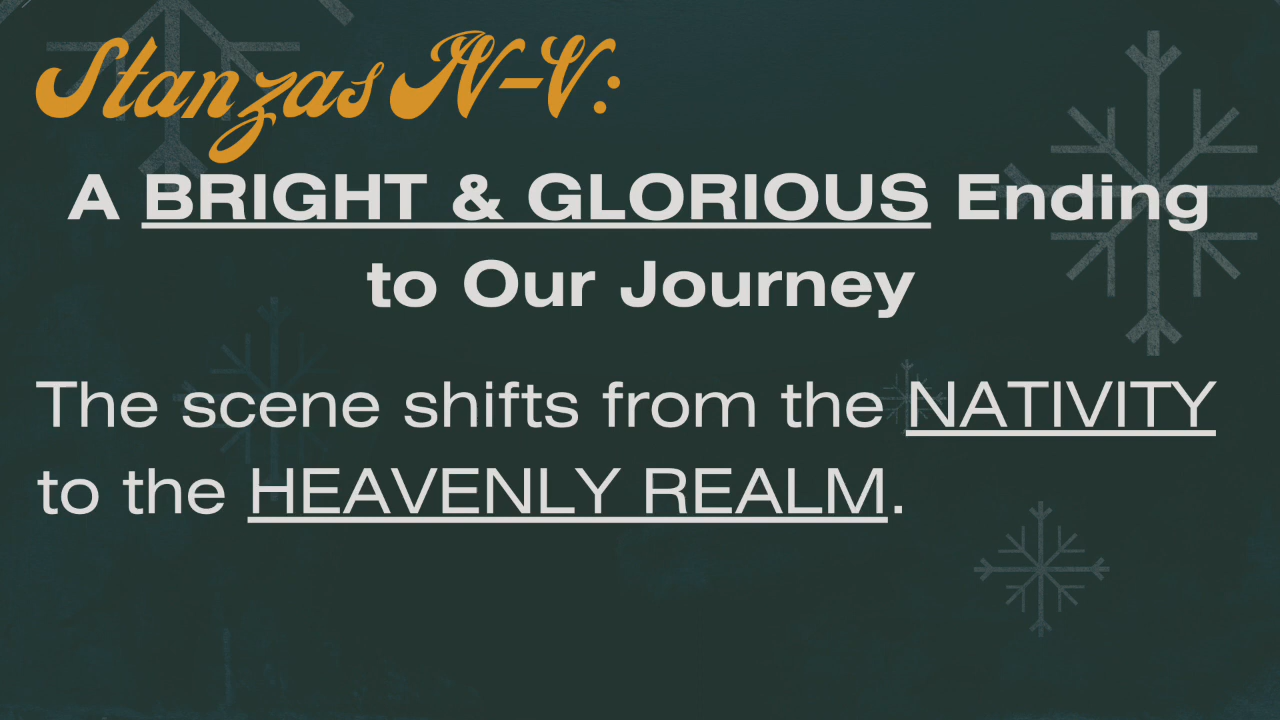 Stanzas IV-V:
A BRIGHT & GLORIOUS Ending
to Our Journey
The scene shifts from the NATIVITY
to the HEAVENLY REALM.